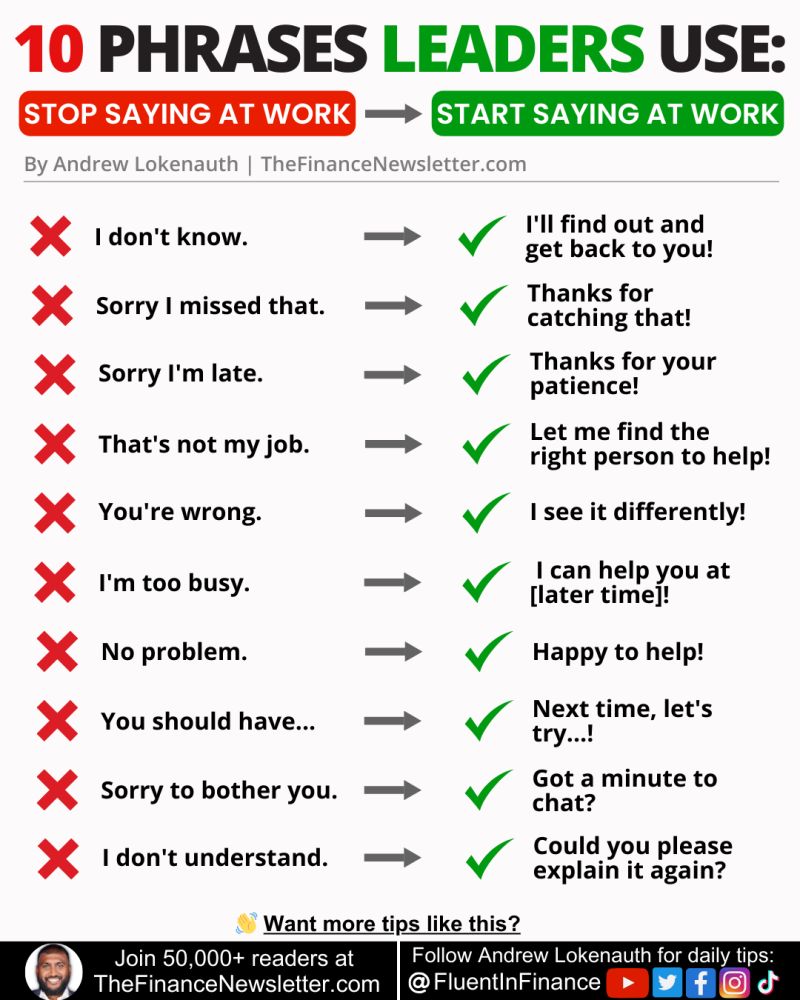 10 PHRASES LEADERS USE:
STOP SAYING AT WORK START SAYING AT WORK
By Andrew Lokenauth | TheFinanceNewsletter.com
I don't know.
I'll find out and
get back to you!
Sorry I missed that.
Thanks for
catching that!
Sorry I'm late.
Thanks for your
patience!
That's not my job.
Let me find the
right person to help!
You're wrong.
I see it differently!
I'm too busy.
I can help you at
[later time]!
No problem.
Happy to help!
You should have...
Next time, let's
try...!
Sorry to bother you.
Got a minute to
chat?
I don't understand.
Could you please
explain it again?
👋 Want more tips like this?
Join 50,000+ readers at
TheFinanceNewsletter.com
Follow Andrew Lokenauth for daily tips:
@FluentInFinance